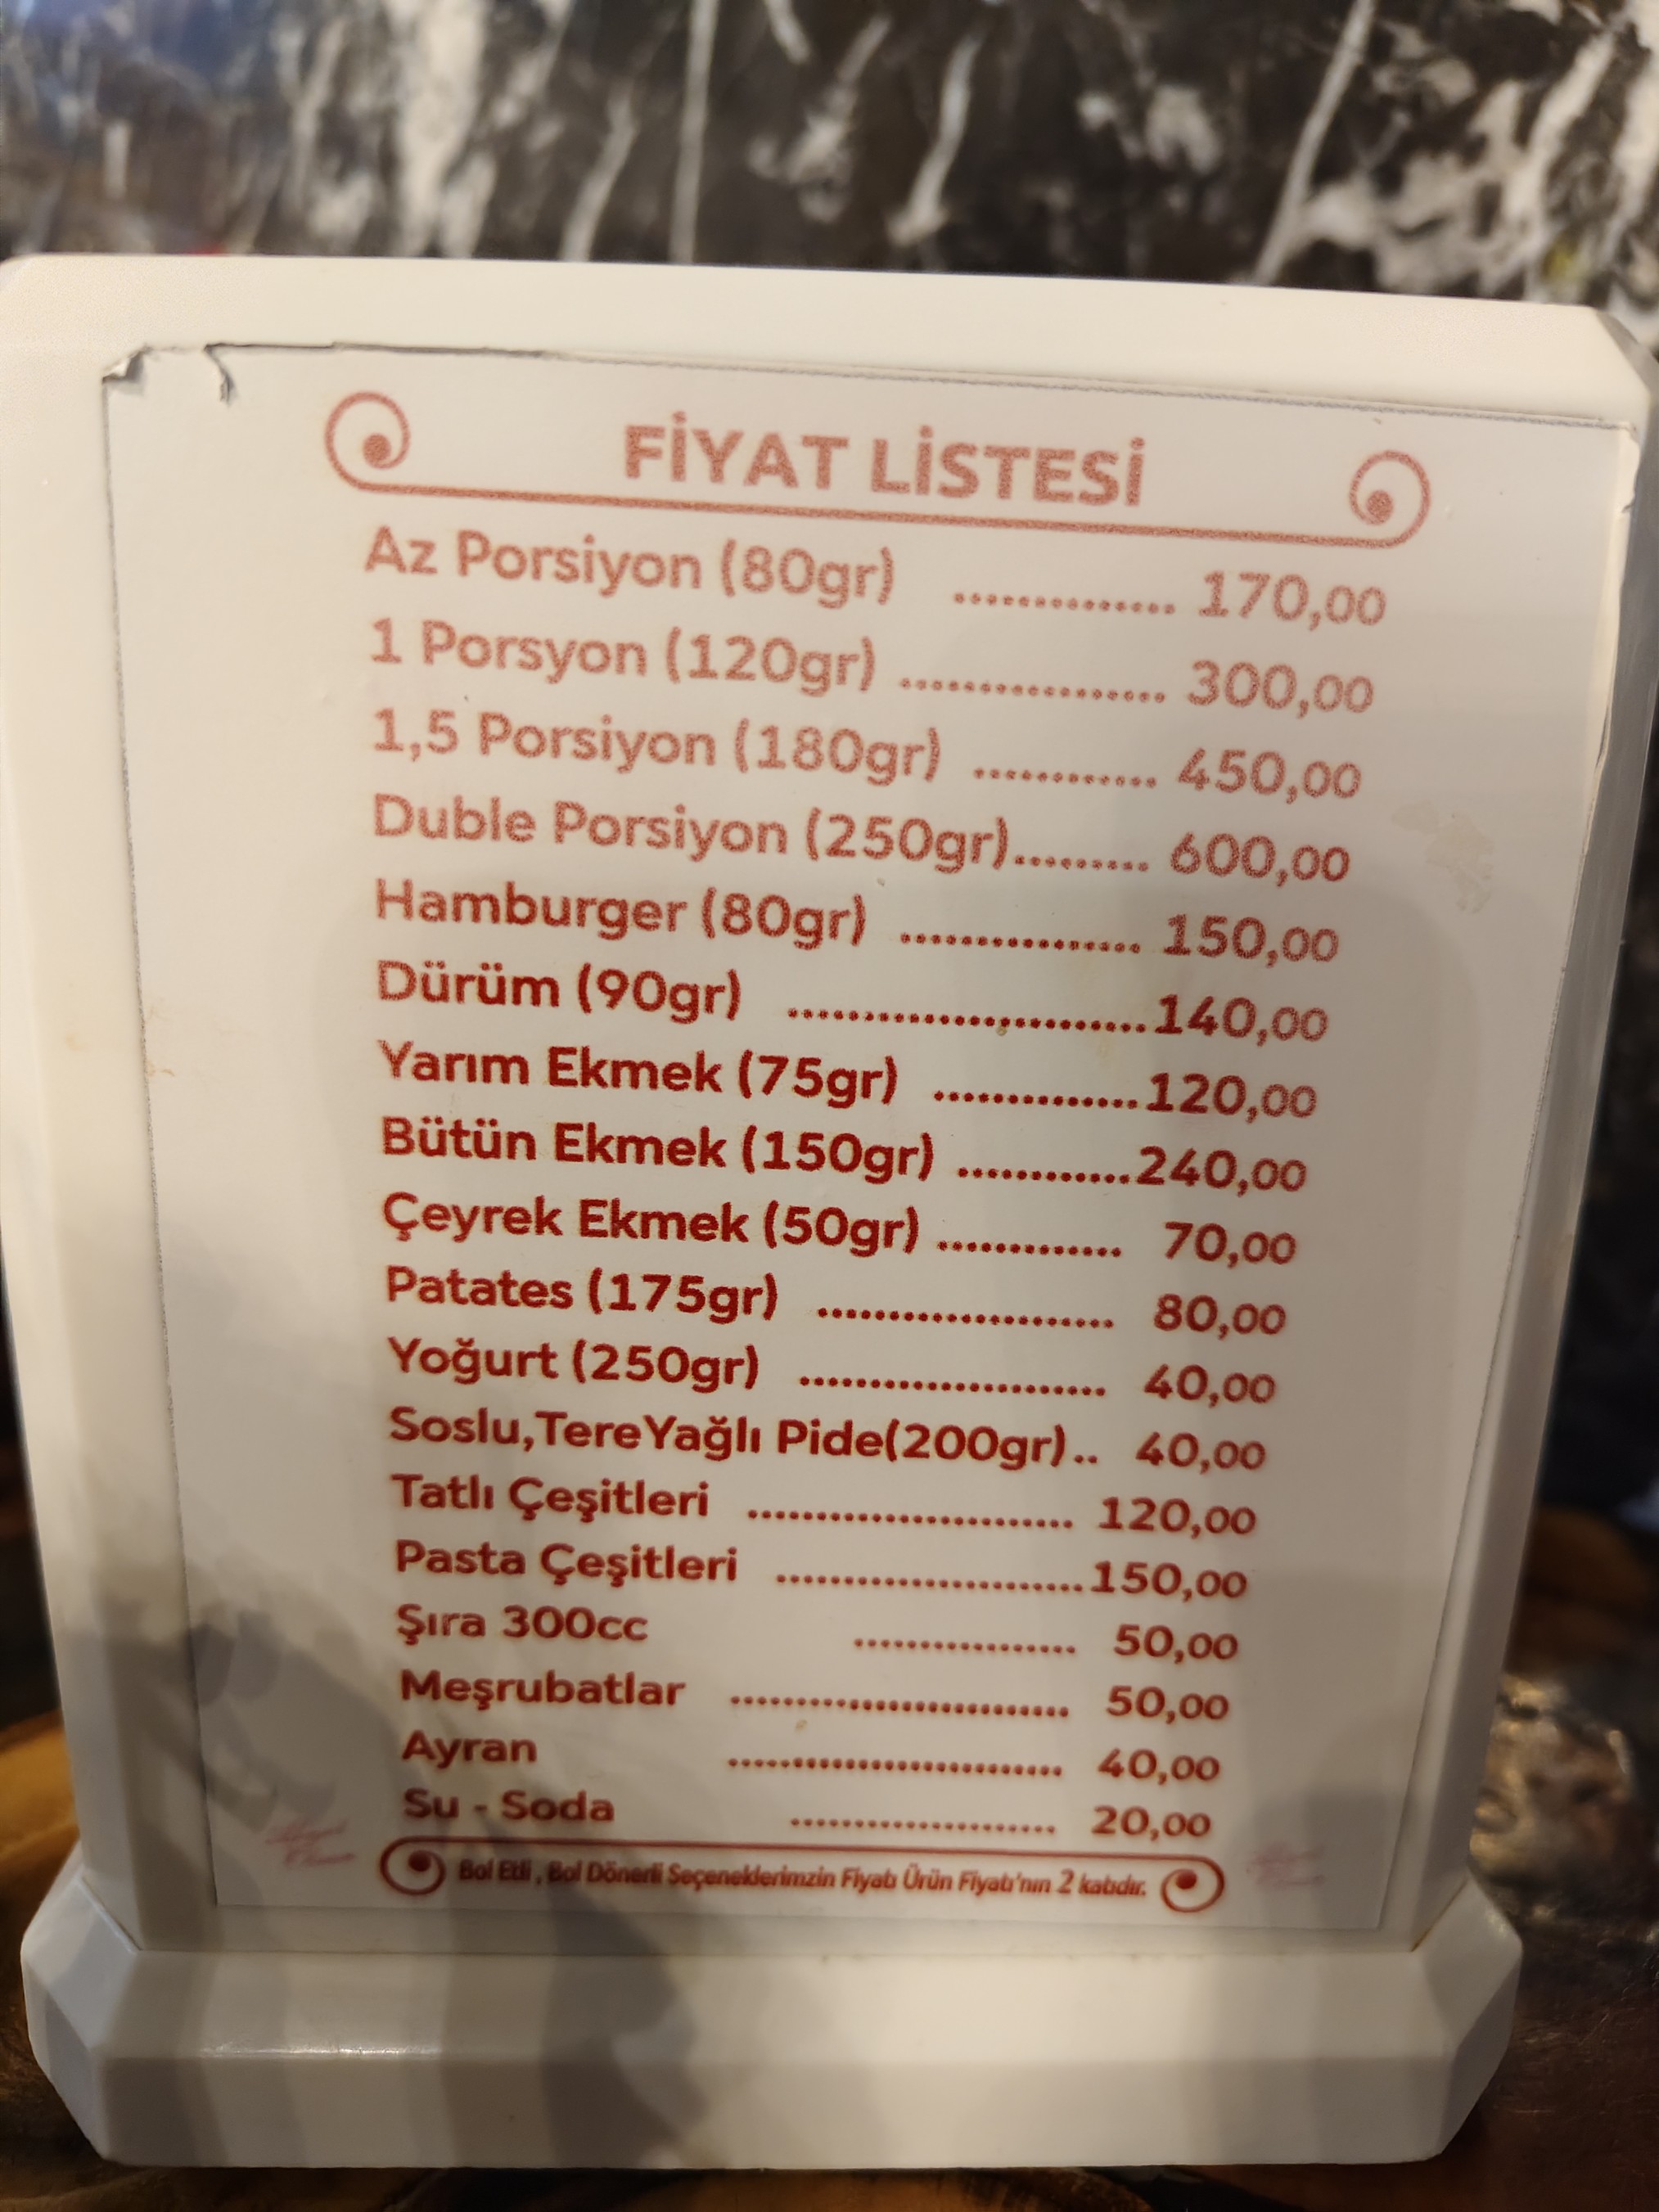 FİYAT LİSTESİ
Az Porsiyon (80gr) .............. 170,00
1 Porsyon (120gr) ................. 300,00
1,5 Porsiyon (180gr) ............ 450,00
Duble Porsiyon (250gr)......... 600,00
Hamburger (80gr) ................ 150,00
Dürüm (90gr) ........................140,00
Yarım Ekmek (75gr) ..............120,00
Bütün Ekmek (150gr) ............240,00
Çeyrek Ekmek (50gr) ............. 70,00
Patates (175gr) ..................... 80,00
Yoğurt (250gr) ...................... 40,00
Soslu,TereYağlı Pide(200gr).. 40,00
Tatlı Çeşitleri ........................ 120,00
Pasta Çeşitleri .......................150,00
Şıra 300cc ................. 50,00
Meşrubatlar .......................... 50,00
Ayran .......................... 40,00
Su - Soda .................... 20,00
Bol Etli , Bol Dönerli Seçeneklerimzin Fiyatı Ürün Fiyatı'nın 2 katıdır.